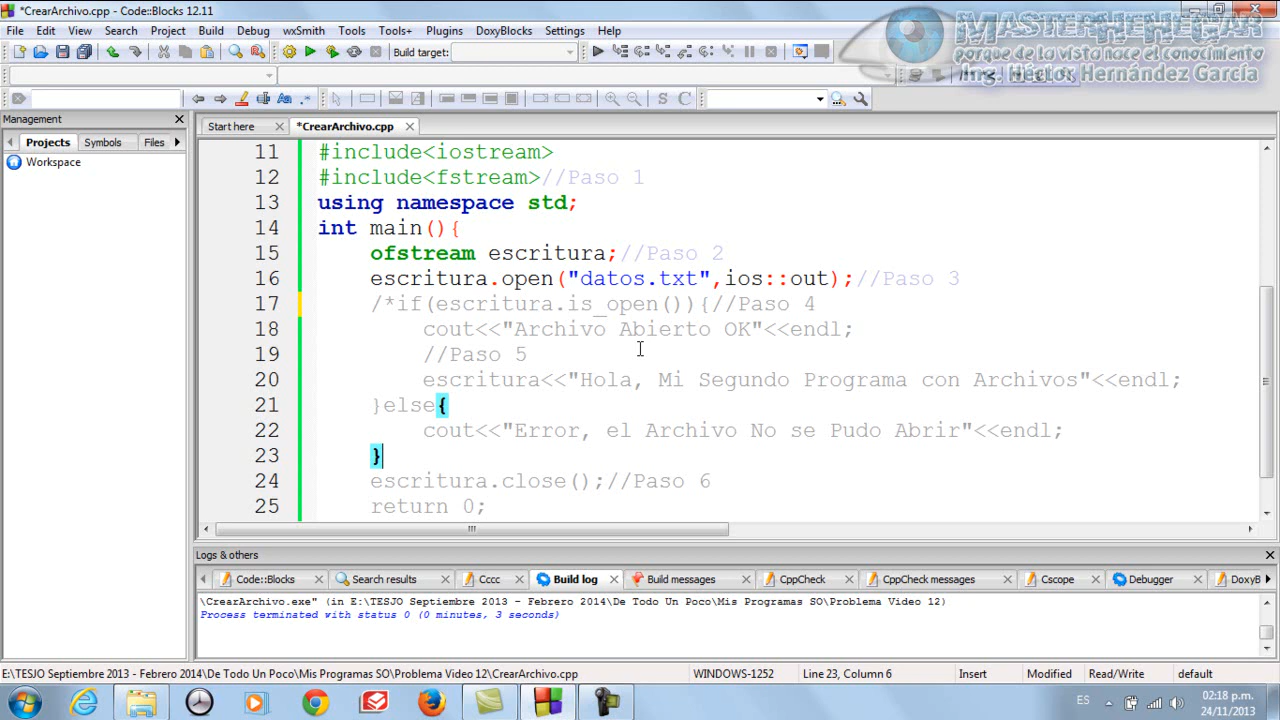 *CrearArchivo.cpp - Code::Blocks 12.11
File Edit View Search Project Build Debug wxSmith Tools Tools+ Plugins DoxyBlocks Settings Help
MASTERHEHEGAR
porque de lo visto nace el conocimiento
Ing. Héctor Hernández García
Build target:
Management
Projects Symbols Files
Workspace
Start here *CrearArchivo.cpp
11 #include<iostream>
12 #include<fstream>//Paso 1
13 using namespace std;
14 int main(){
15 ofstream escritura;//Paso 2
16 escritura.open("datos.txt",ios::out);//Paso 3
17 /*if(escritura.is_open()){//Paso 4
18 cout<<"Archivo Abierto OK"<<endl;
19 //Paso 5
20 escritura<<"Hola, Mi Segundo Programa con Archivos"<<endl;
21 }else{
22 cout<<"Error, el Archivo No se Pudo Abrir"<<endl;
23 }
24 escritura.close();//Paso 6
25 return 0;
Logs & others
Code::Blocks Search results Cccc Build log Build messages CppCheck CppCheck messages Cscope Debugger DoxyB
\CrearArchivo.exe" (in E:\TESJO Septiembre 2013 - Febrero 2014\De Todo Un Poco\Mis Programas SO\Problema Video 12)
Process terminated with status 0 (0 minutes, 3 seconds)
E:\TESJO Septiembre 2013 - Febrero 2014\De Todo Un Poco\Mis Programas SO\Problema Video 12\CrearArchivo.cpp WINDOWS-1252 Line 23, Column 6 Insert Modified Read/Write default
ES 02:18 p.m.
24/11/2013